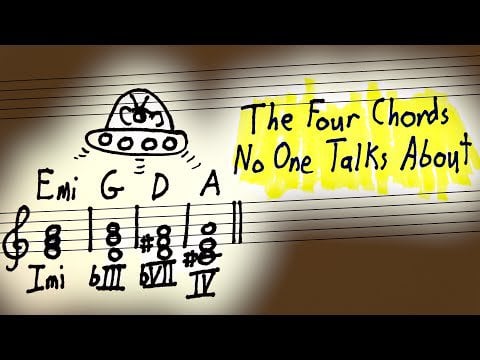 The Four Chords
No One Talks About
Emi G D A
Imi bIII bVII IV